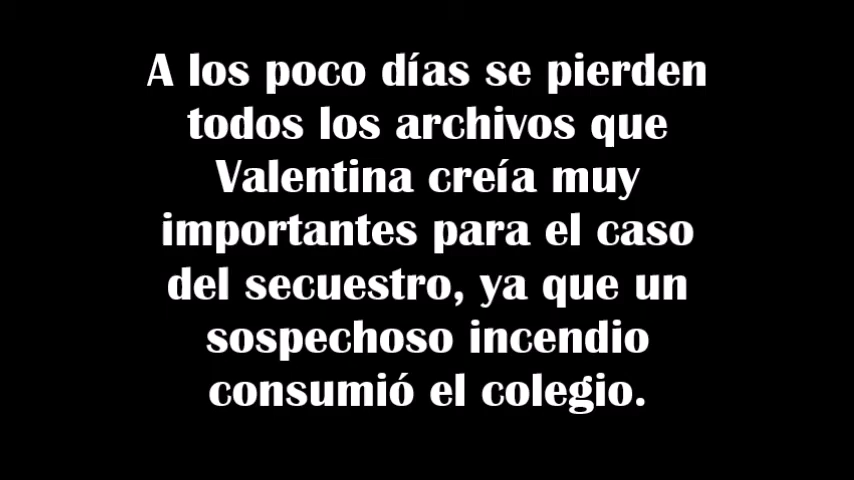 A los poco días se pierden
todos los archivos que
Valentina creía muy
importantes para el caso
del secuestro, ya que un
sospechoso incendio
consumió el colegio.